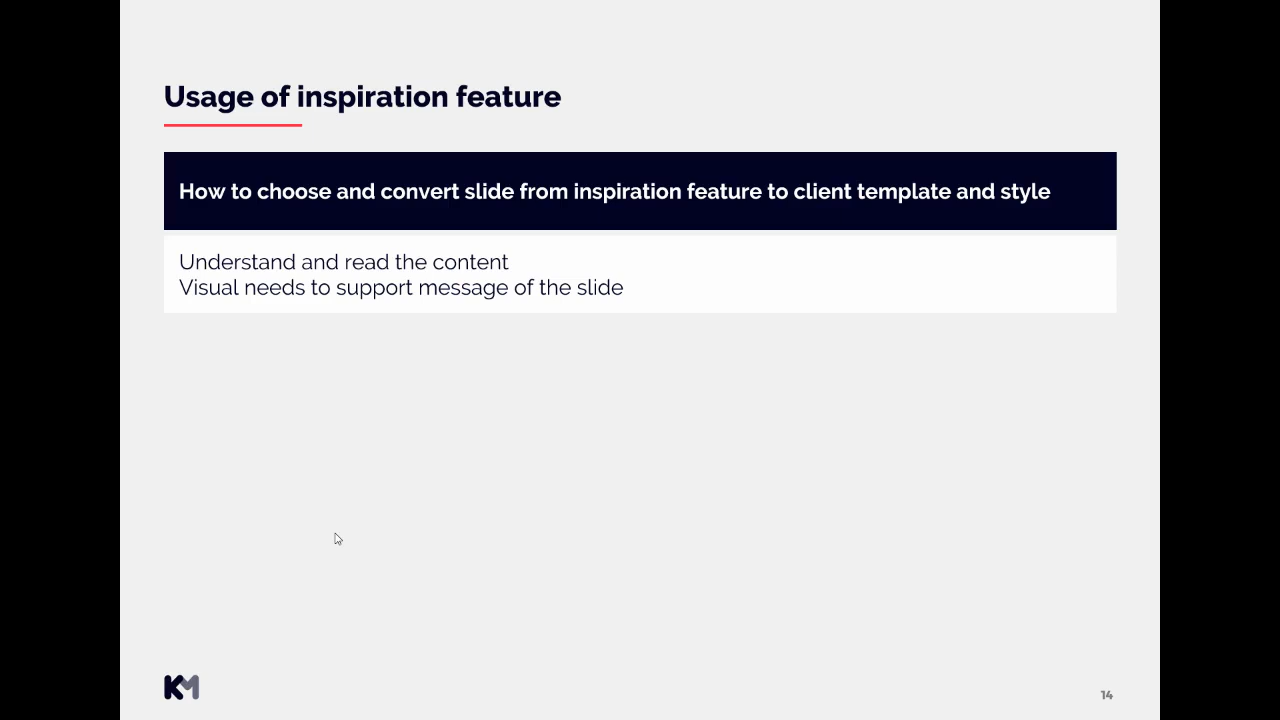 Usage of inspiration feature
How to choose and convert slide from inspiration feature to client template and style
Understand and read the content
Visual needs to support message of the slide
KM
14